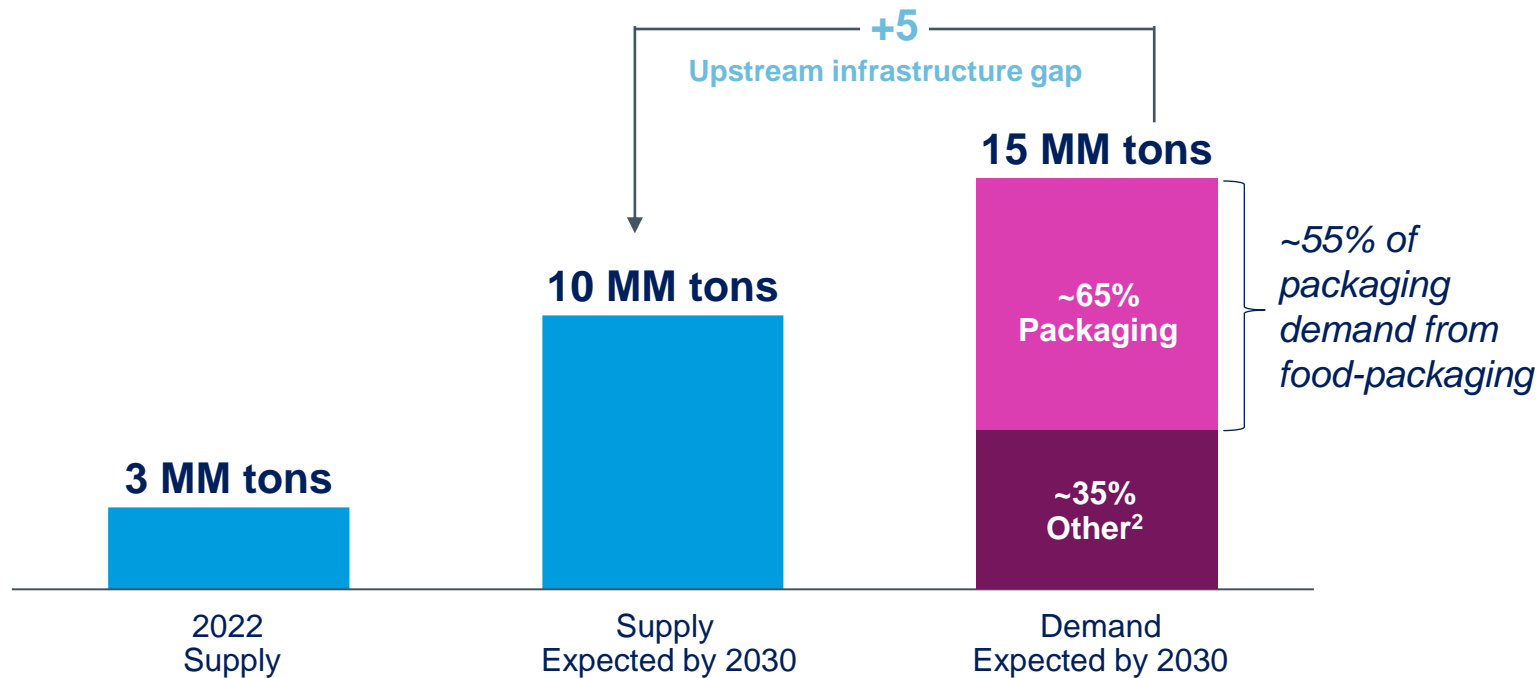 +5
Upstream infrastructure gap
15 MM tons
~55% of
packaging
demand from
food-packaging
10 MM tons
~65%
Packaging
3 MM tons
~35%
Other²
2022
Supply
Supply
Expected by 2030
Demand
Expected by 2030